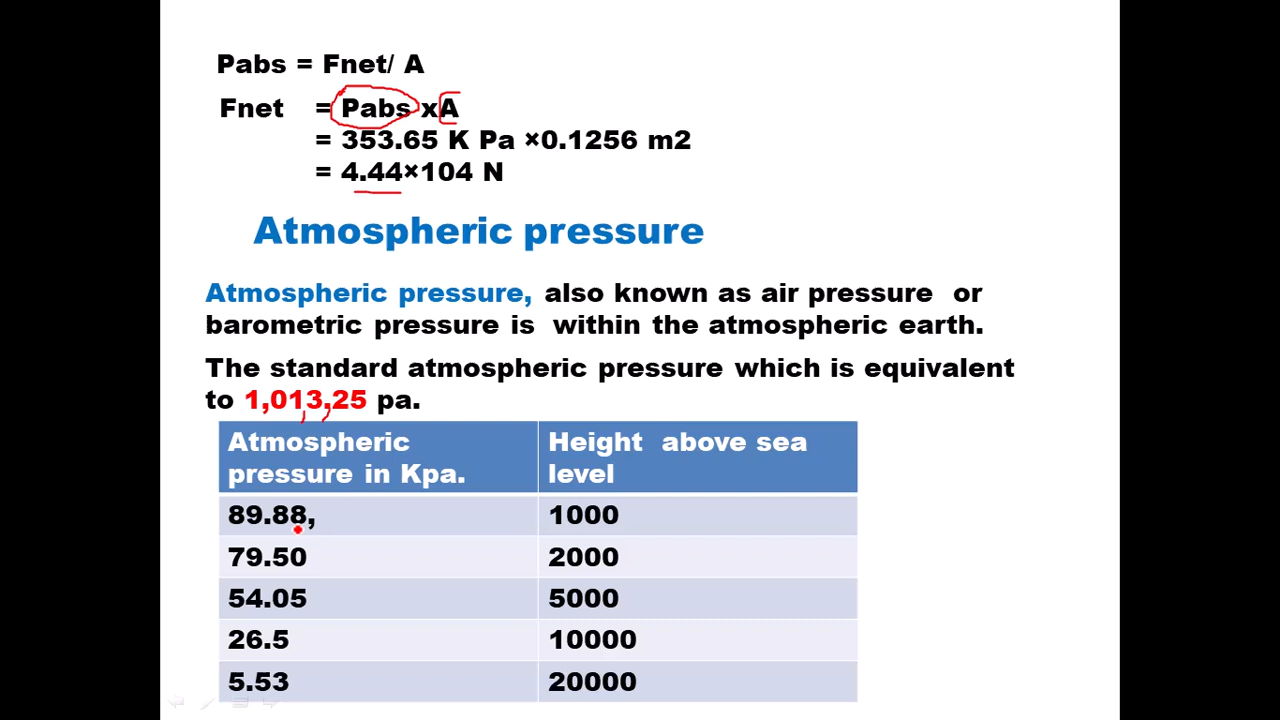 Pabs = Fnet/ A
Fnet = Pabs xA
= 353.65 K Pa ×0.1256 m2
= 4.44×104 N
Atmospheric pressure
Atmospheric pressure, also known as air pressure or
barometric pressure is within the atmospheric earth.
The standard atmospheric pressure which is equivalent
to 1,013,25 pa.
Atmospheric pressure in Kpa. Height above sea level
89.88, 1000
79.50 2000
54.05 5000
26.5 10000
5.53 20000